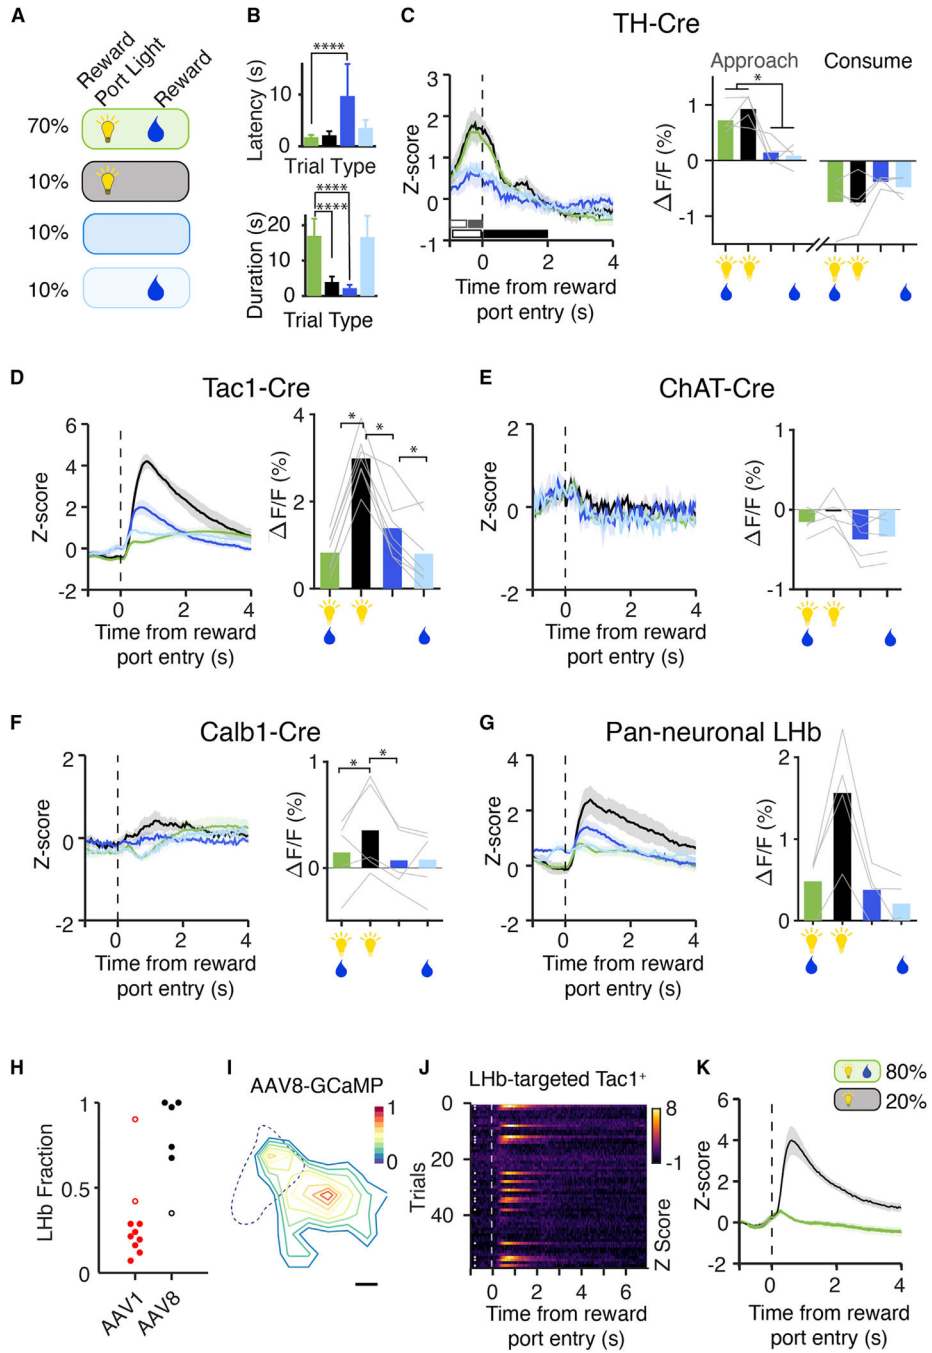 A
Reward
Port Light
Reward
70%
10%
10%
10%
B
Latency (s)
10
0
****
Trial Type
Duration (s)
20
10
0
****
****
Trial Type
C
TH-Cre
Z-score
3
2
1
0
-1
0
2
4
Time from reward
port entry (s)
Approach
Consume
*
ΔF/F (%)
1
0
-1
D
Tac1-Cre
Z-score
6
4
2
0
-2
0
2
4
Time from reward
port entry (s)
ΔF/F (%)
4
2
0
*
*
*
E
ChAT-Cre
Z-score
2
0
-2
0
2
4
Time from reward
port entry (s)
ΔF/F (%)
1
0
-1
F
Calb1-Cre
Z-score
2
0
-2
0
2
4
Time from reward
port entry (s)
ΔF/F (%)
1
0
*
*
G
Pan-neuronal LHb
Z-score
4
2
0
-2
0
2
4
Time from reward
port entry (s)
ΔF/F (%)
2
1
0
H
LHb Fraction
1
0.5
0
AAV1
AAV8
I
AAV8-GCaMP
1
0
J
LHb-targeted Tac1+
Trials
0
20
40
0
2
4
6
Time from reward
port entry (s)
8
-1
Z Score
K
80%
20%
Z-score
6
4
2
0
-2
0
2
4
Time from reward
port entry (s)